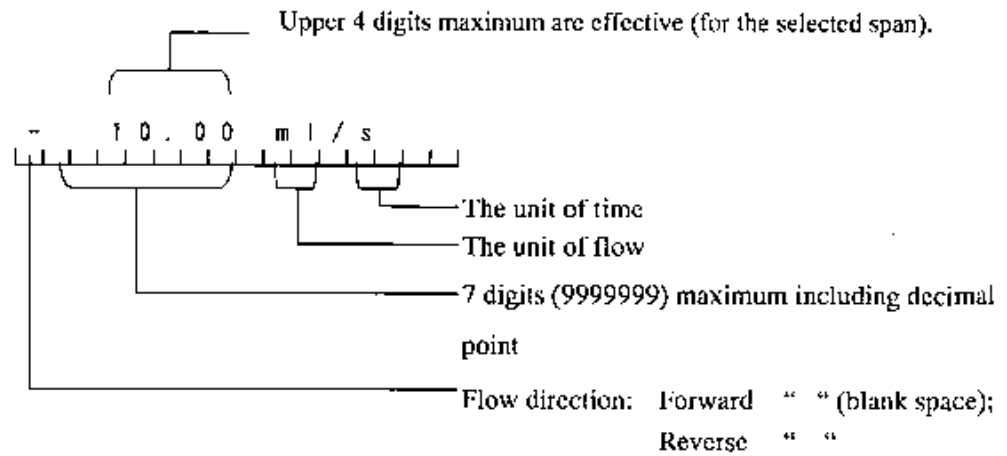 Upper 4 digits maximum are effective (for the selected span).
- 10.00 ml/s
The unit of time
The unit of flow
7 digits (9999999) maximum including decimal
point
Flow direction: Forward “ “ (blank space);
Reverse “ “